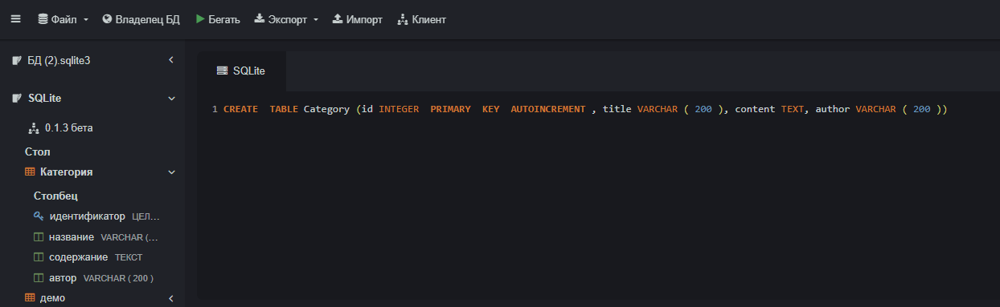 Файл Владелец БД Бегать Экспорт Импорт Клиент
БД (2).sqlite3
SQLite
SQLite
1 CREATE TABLE Category (id INTEGER PRIMARY KEY AUTOINCREMENT , title VARCHAR ( 200 ), content TEXT, author VARCHAR ( 200 ))
0.1.3 бета
Стол
Категория
Столбец
идентификатор ЦЕЛ...
название VARCHAR (...
содержание ТЕКСТ
автор VARCHAR ( 200 )
демо